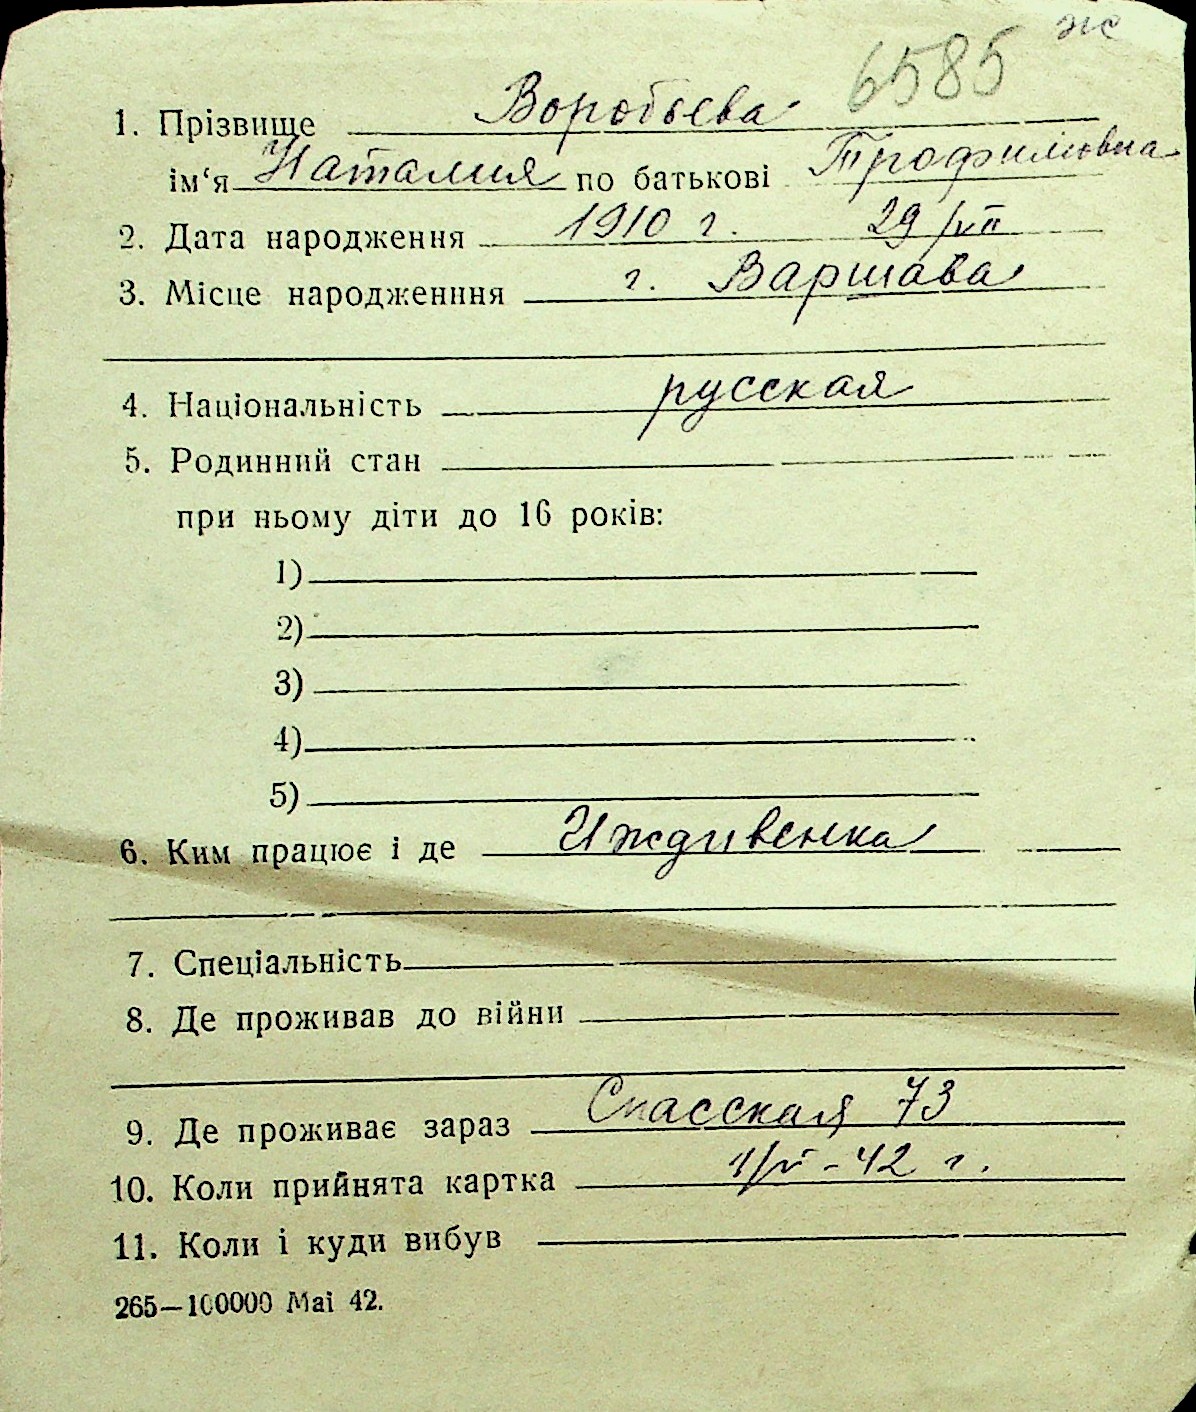 6585 ж
1. Прізвище Воробьева
ім‘я Наталия по батькові Трофимовна
2. Дата народження 1910 г. 29/VII
3. Місце народженння г. Варшава
4. Національність русская
5. Родинний стан
при ньому діти до 16 років:
1)
2)
3)
4)
5)
6. Ким працює і де Иждивенка
7. Спеціальність
8. Де проживав до війни
9. Де проживає зараз Спасская 73
10. Коли прийнята картка 1/VI - 42 г.
11. Коли і куди вибув
265—100000 Mai 42.